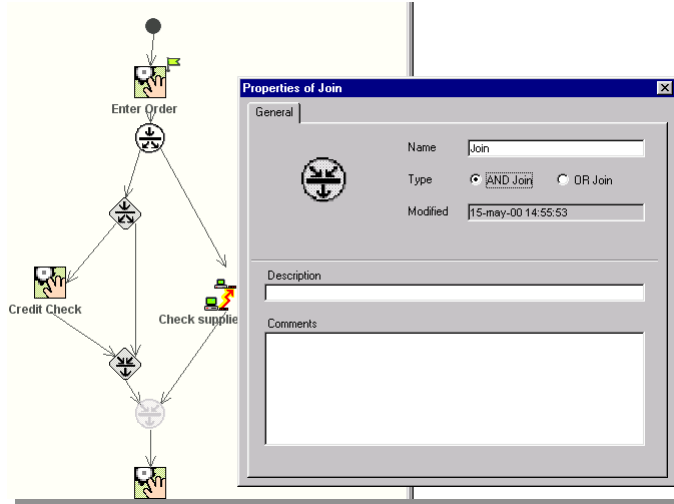 Enter Order
Credit Check
Check supplie
Properties of Join
General
Name
Join
Type
AND Join
OR Join
Modified
15-may-00 14:55:53
Description
Comments